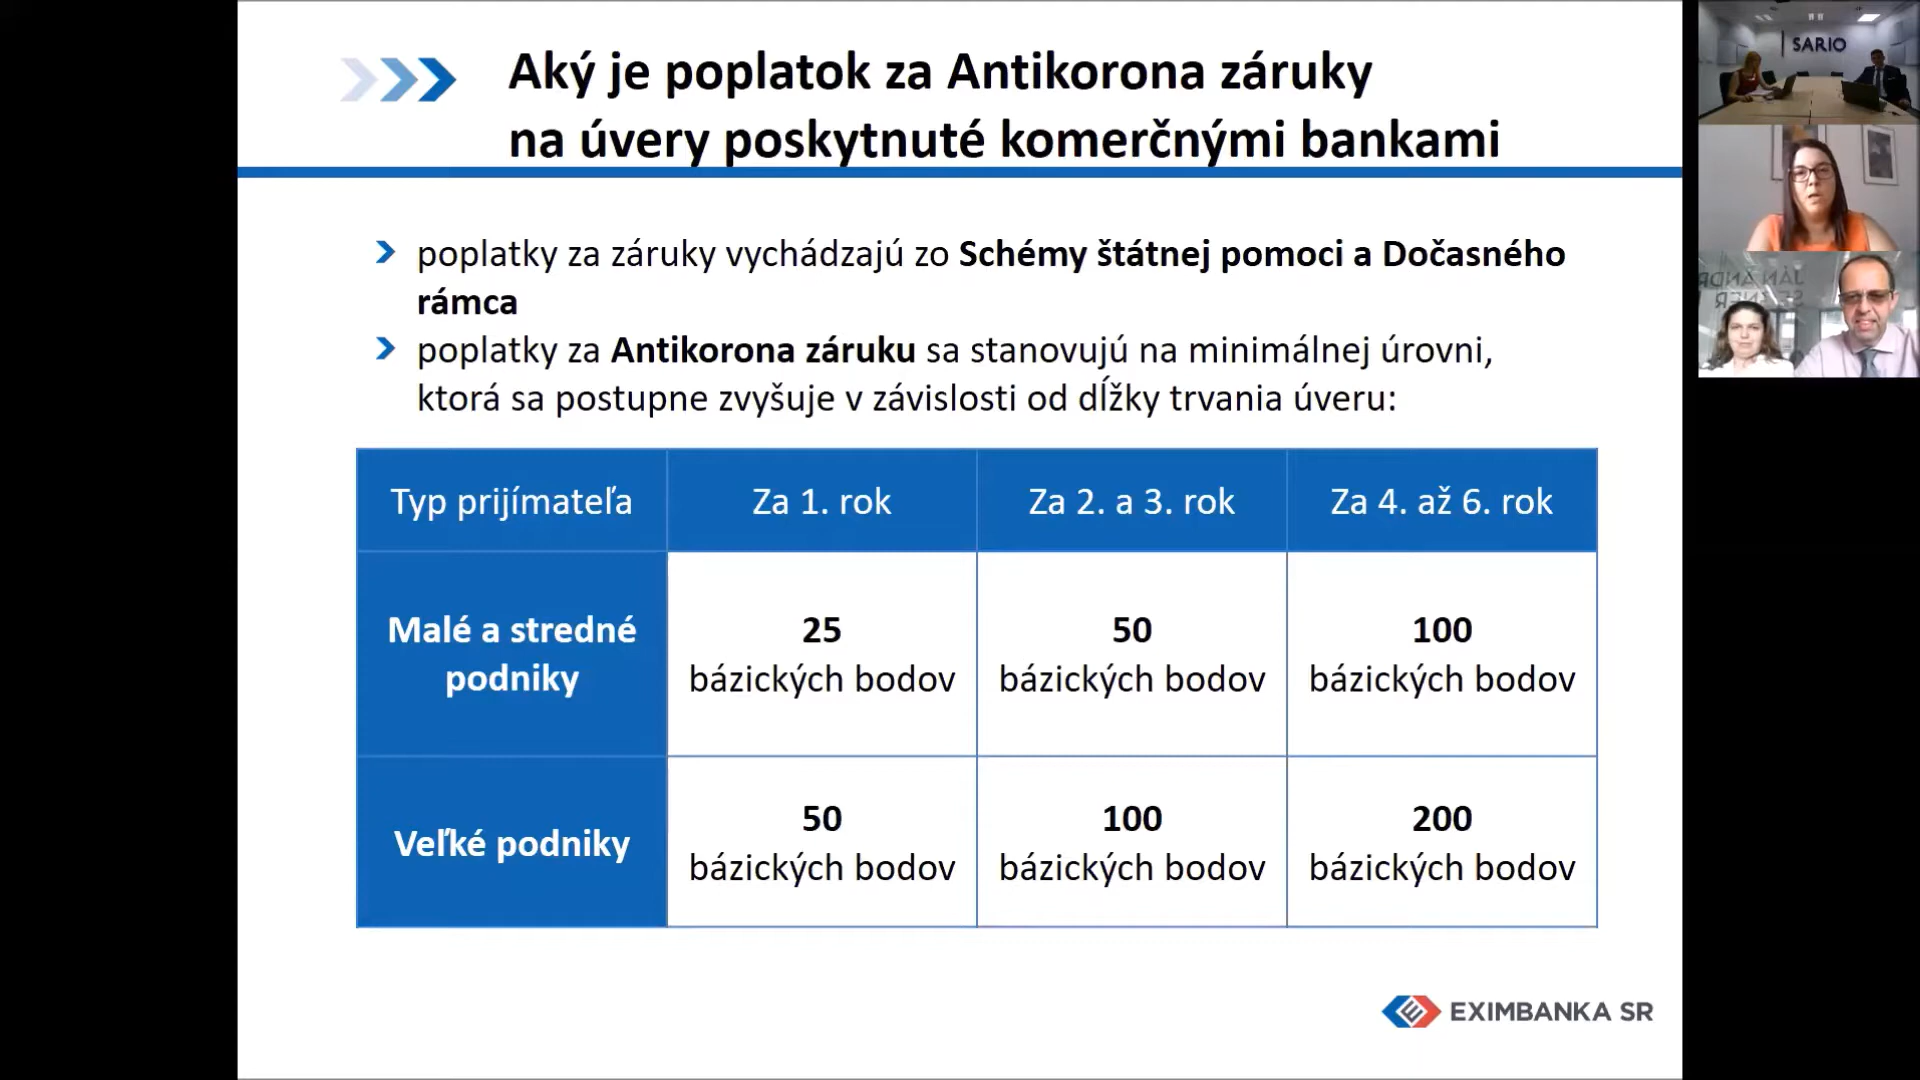 Aký je poplatok za Antikorona záruky
na úvery poskytnuté komerčnými bankami
poplatky za záruky vychádzajú zo Schémy štátnej pomoci a Dočasného
rámca
poplatky za Antikorona záruku sa stanovujú na minimálnej úrovni,
ktorá sa postupne zvyšuje v závislosti od dĺžky trvania úveru:
Typ prijímateľa Za 1. rok Za 2. a 3. rok Za 4. až 6. rok
Malé a stredné
podniky
25
bázických bodov
50
bázických bodov
100
bázických bodov
Veľké podniky
50
bázických bodov
100
bázických bodov
200
bázických bodov
EXIMBANKA SR
SARIO